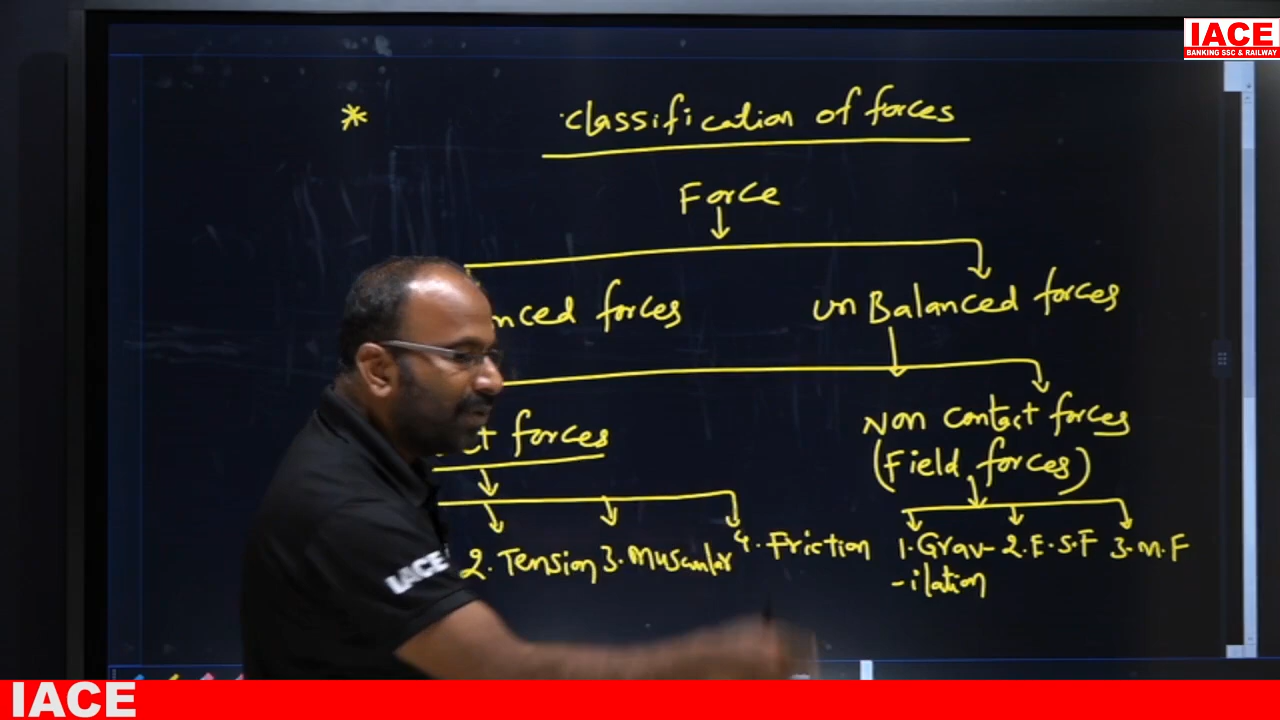 IACE
BANKING SSC & RAILWAY
* classification of forces
Force
nced forces
un Balanced forces
ct forces
Non contact forces
(Field forces)
2. Tension 3. Muscular 4. Friction
1. Grav- 2. E.S.F 3. M.F
-ilation
IACE
IACE